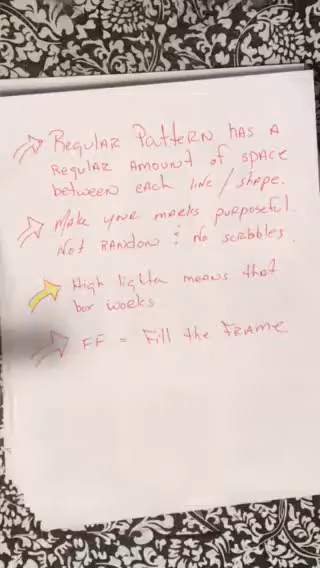 Regular Pattern has a
regular amount of space
between each line/shape.
Make your marks purposeful.
Not random & no scribbles.
High lighter means that
box works
FF = Fill the Frame.